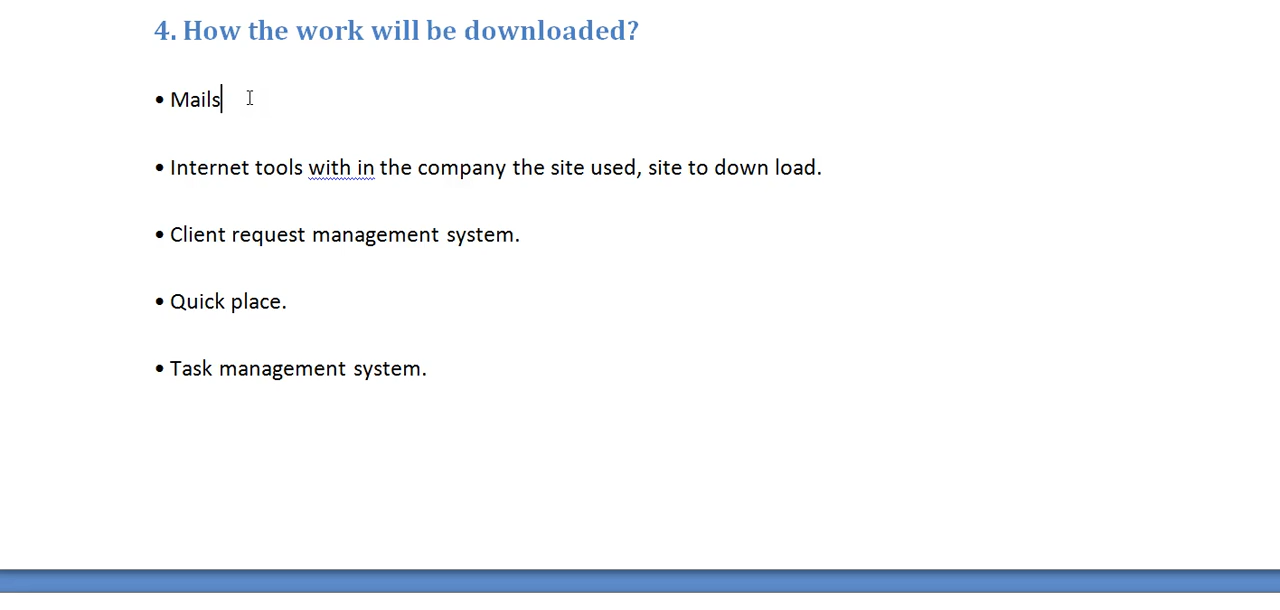 4. How the work will be downloaded?
• Mails
• Internet tools with in the company the site used, site to down load.
• Client request management system.
• Quick place.
• Task management system.